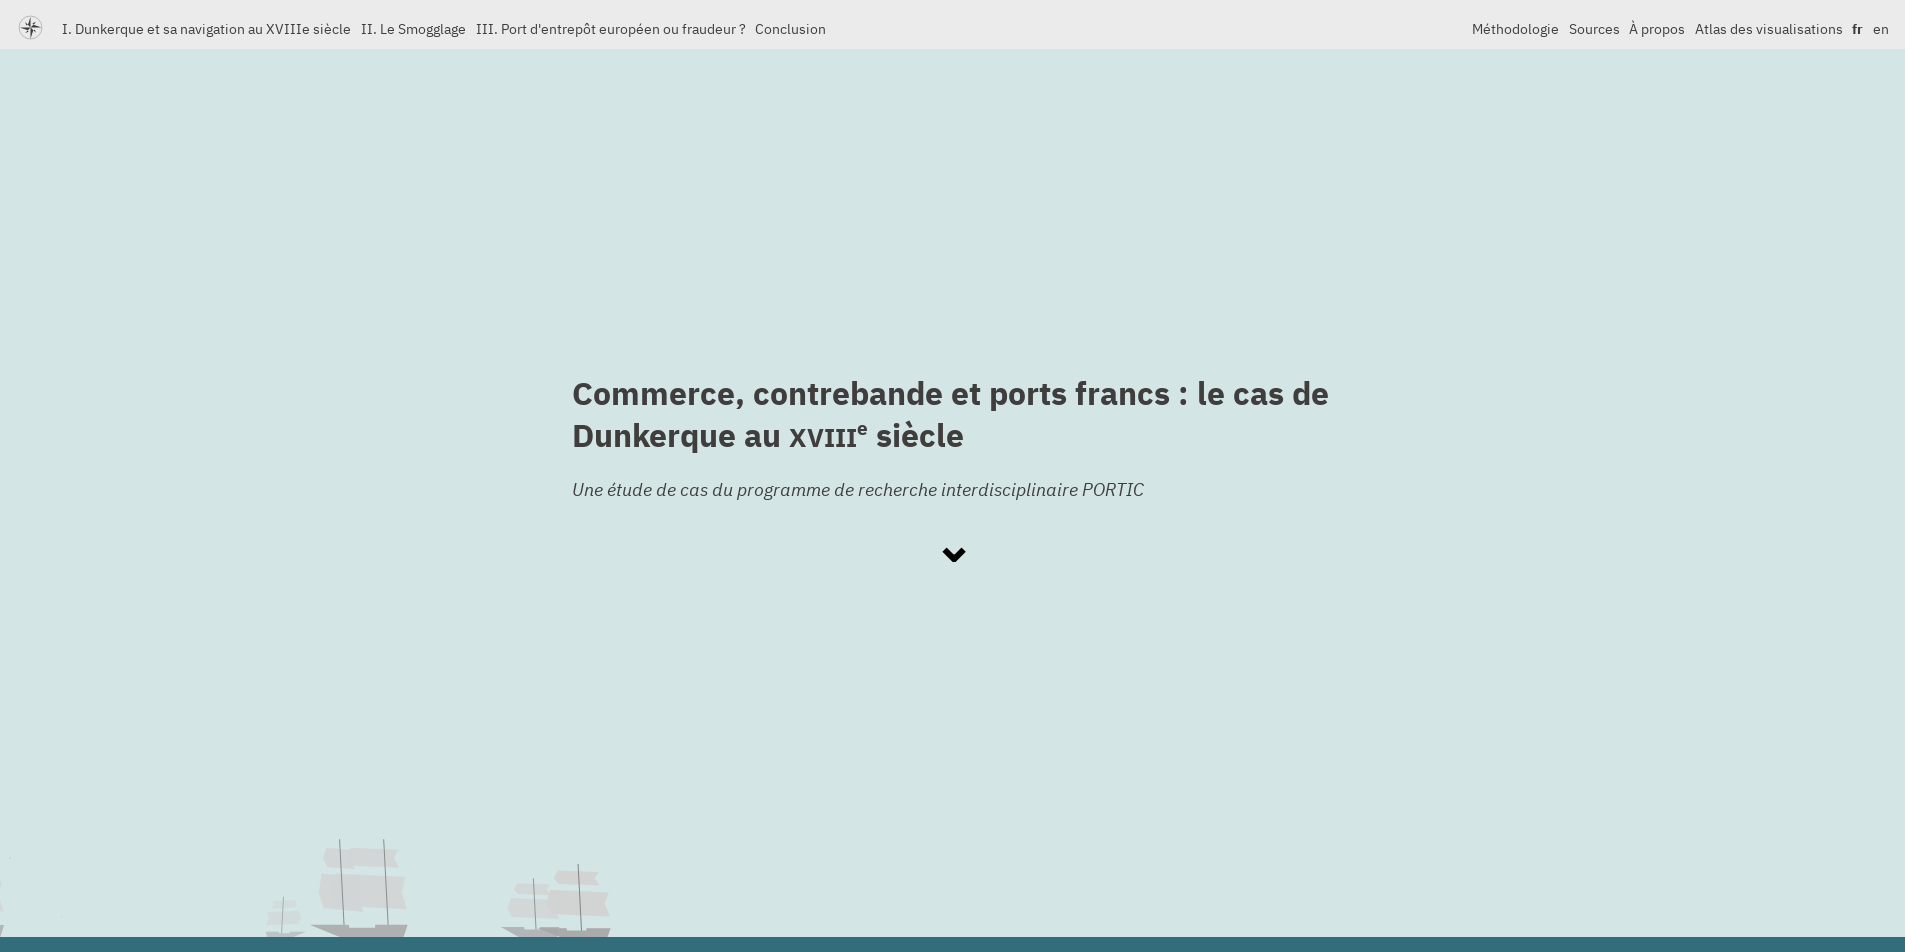 I. Dunkerque et sa navigation au XVIIIe siècle II. Le Smogglage III. Port d'entrepôt européen ou fraudeur ? Conclusion Méthodologie Sources À propos Atlas des visualisations fr en
Commerce, contrebande et ports francs : le cas de
Dunkerque au XVIIIe siècle
Une étude de cas du programme de recherche interdisciplinaire PORTIC